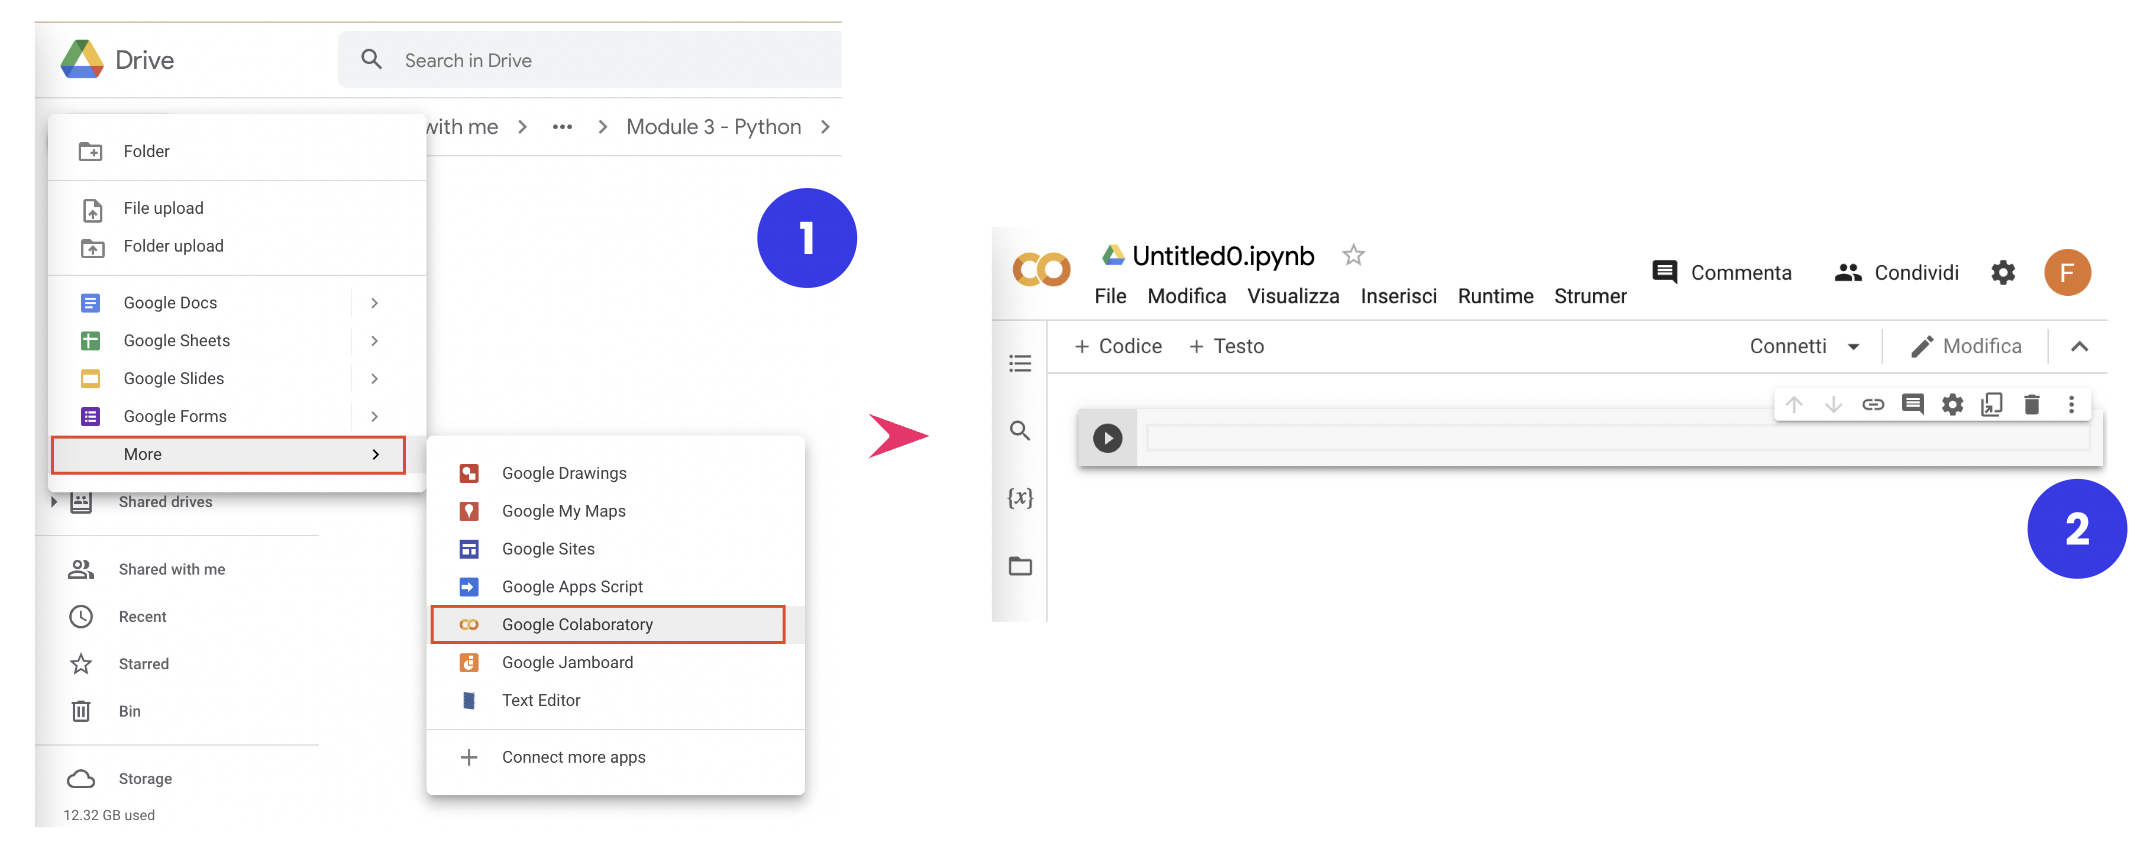 Drive
Search in Drive
with me > ••• > Module 3 - Python >
Folder
File upload
Folder upload
Google Docs
Google Sheets
Google Slides
Google Forms
More
Shared drives
Shared with me
Recent
Starred
Bin
Storage
12.32 GB used
Google Drawings
Google My Maps
Google Sites
Google Apps Script
Google Colaboratory
Google Jamboard
Text Editor
+ Connect more apps
1
CO
Untitled0.ipynb
Commenta
Condividi
F
File Modifica Visualizza Inserisci Runtime Strumer
+ Codice + Testo
Connetti
Modifica
{x}
2